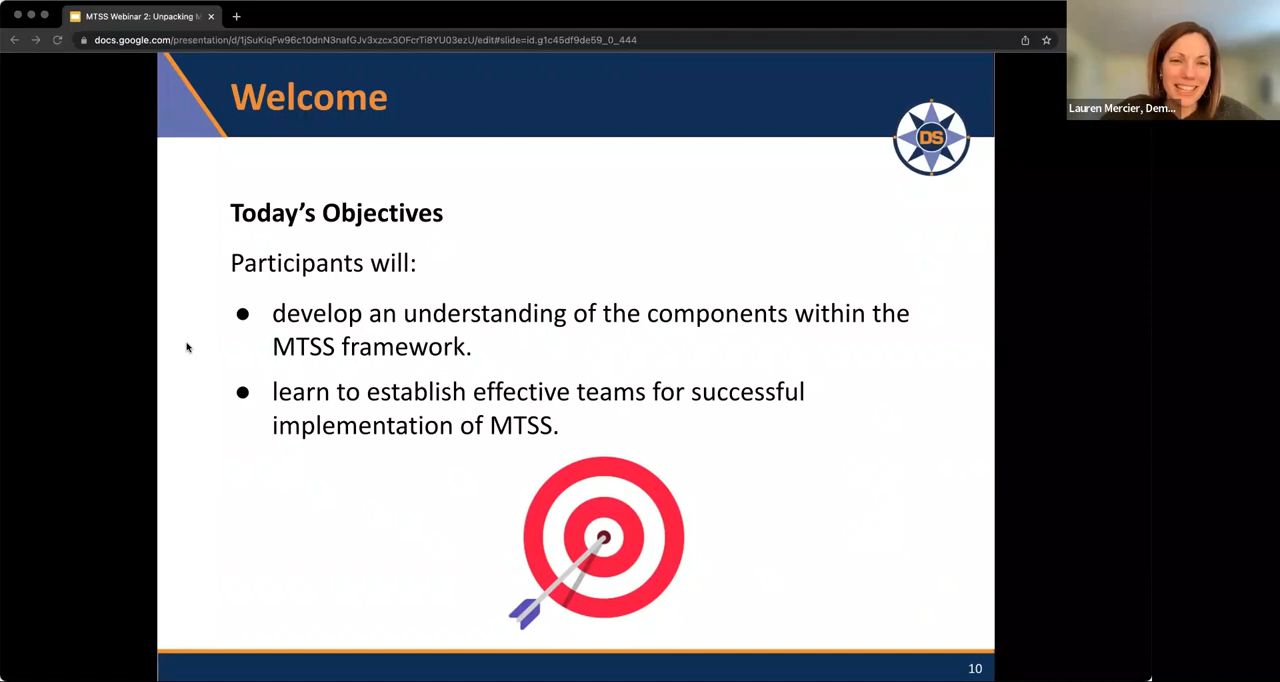 MTSS Webinar 2: Unpacking M
docs.google.com/presentation/d/1jSuKiqFw96c10dnN3nafGJv3xzcx3OFcrTi8YU03ezU/edit#slide=id.g1c45df9de59_0_444
Lauren Mercier, Dem...
Welcome
DS
Today's Objectives
Participants will:
● develop an understanding of the components within the
MTSS framework.
● learn to establish effective teams for successful
implementation of MTSS.
10